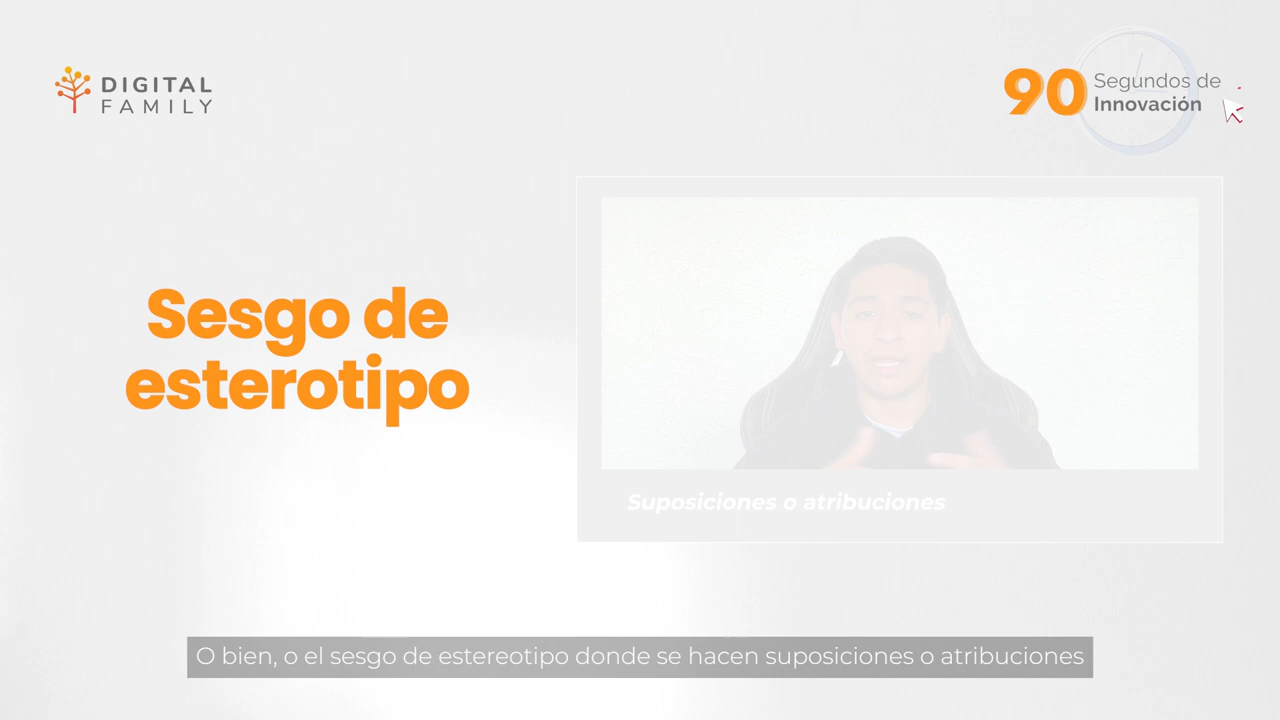 DIGITAL
FAMILY
90
Segundos de
Innovación
Sesgo de
esterotipo
Suposiciones o atribuciones
O bien, o el sesgo de estereotipo donde se hacen suposiciones o atribuciones